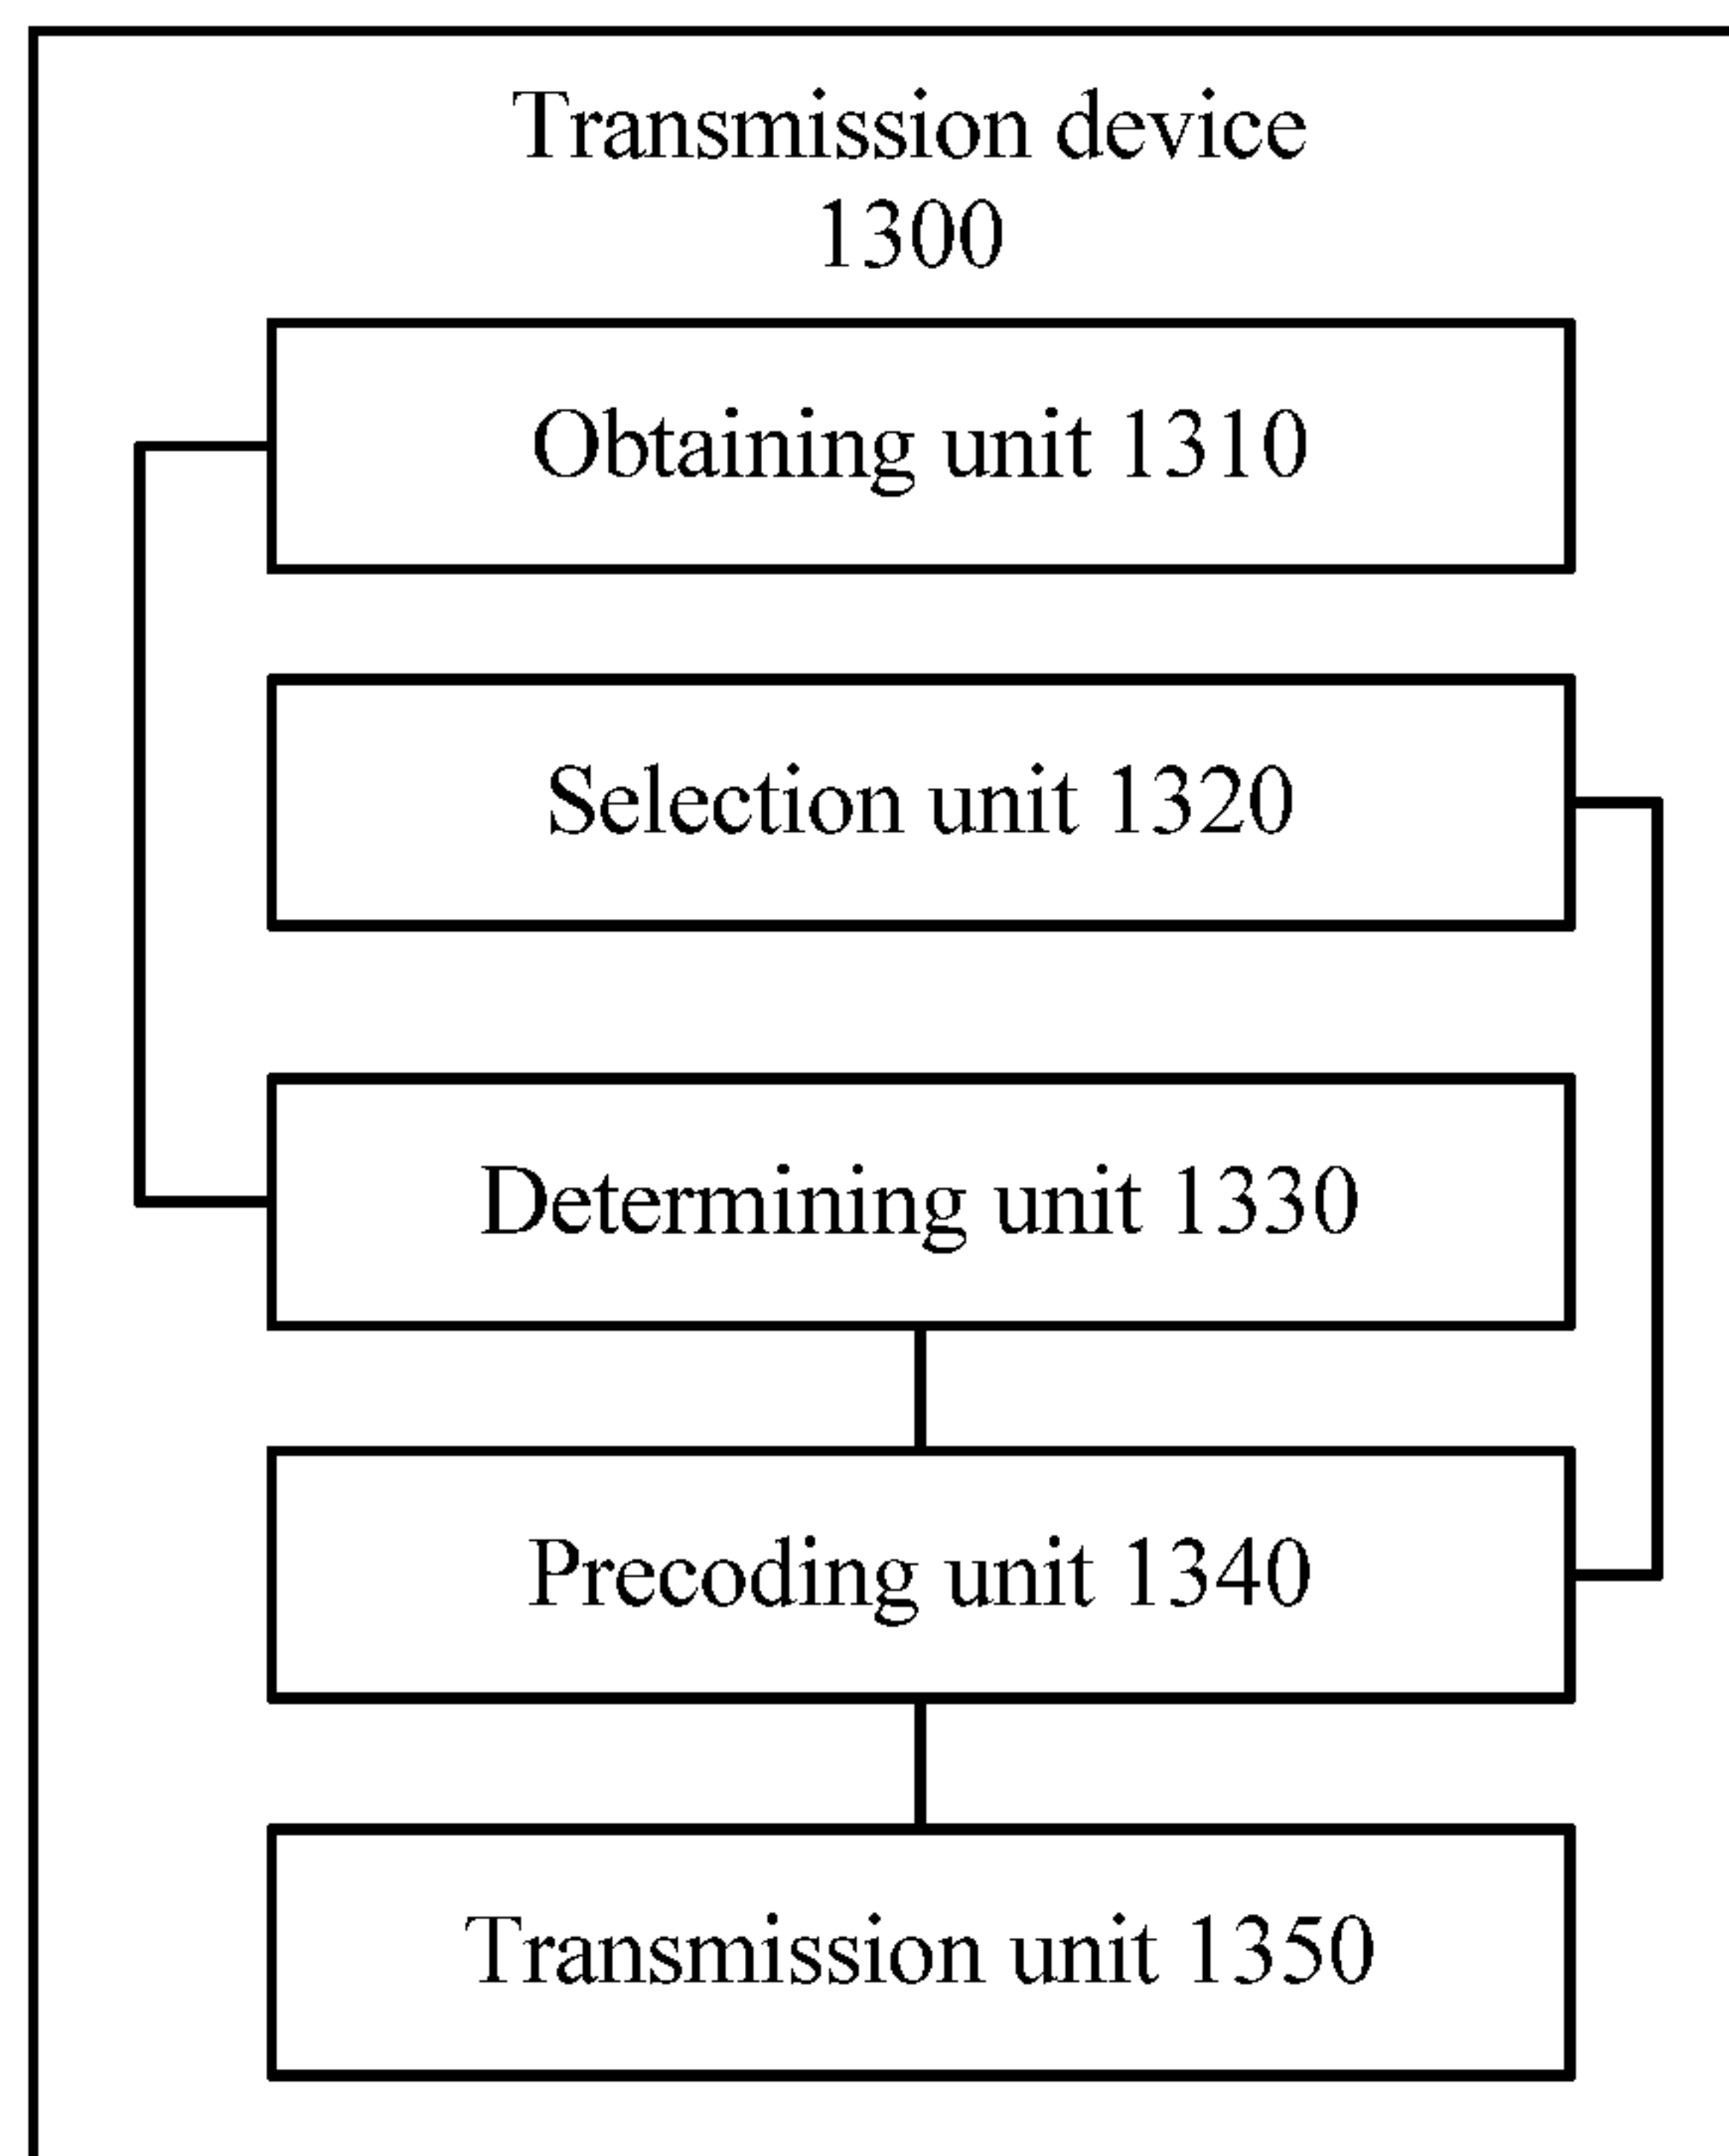 Transmission device
1300
Obtaining unit 1310
Selection unit 1320
Determining unit 1330
Precoding unit 1340
Transmission unit 1350